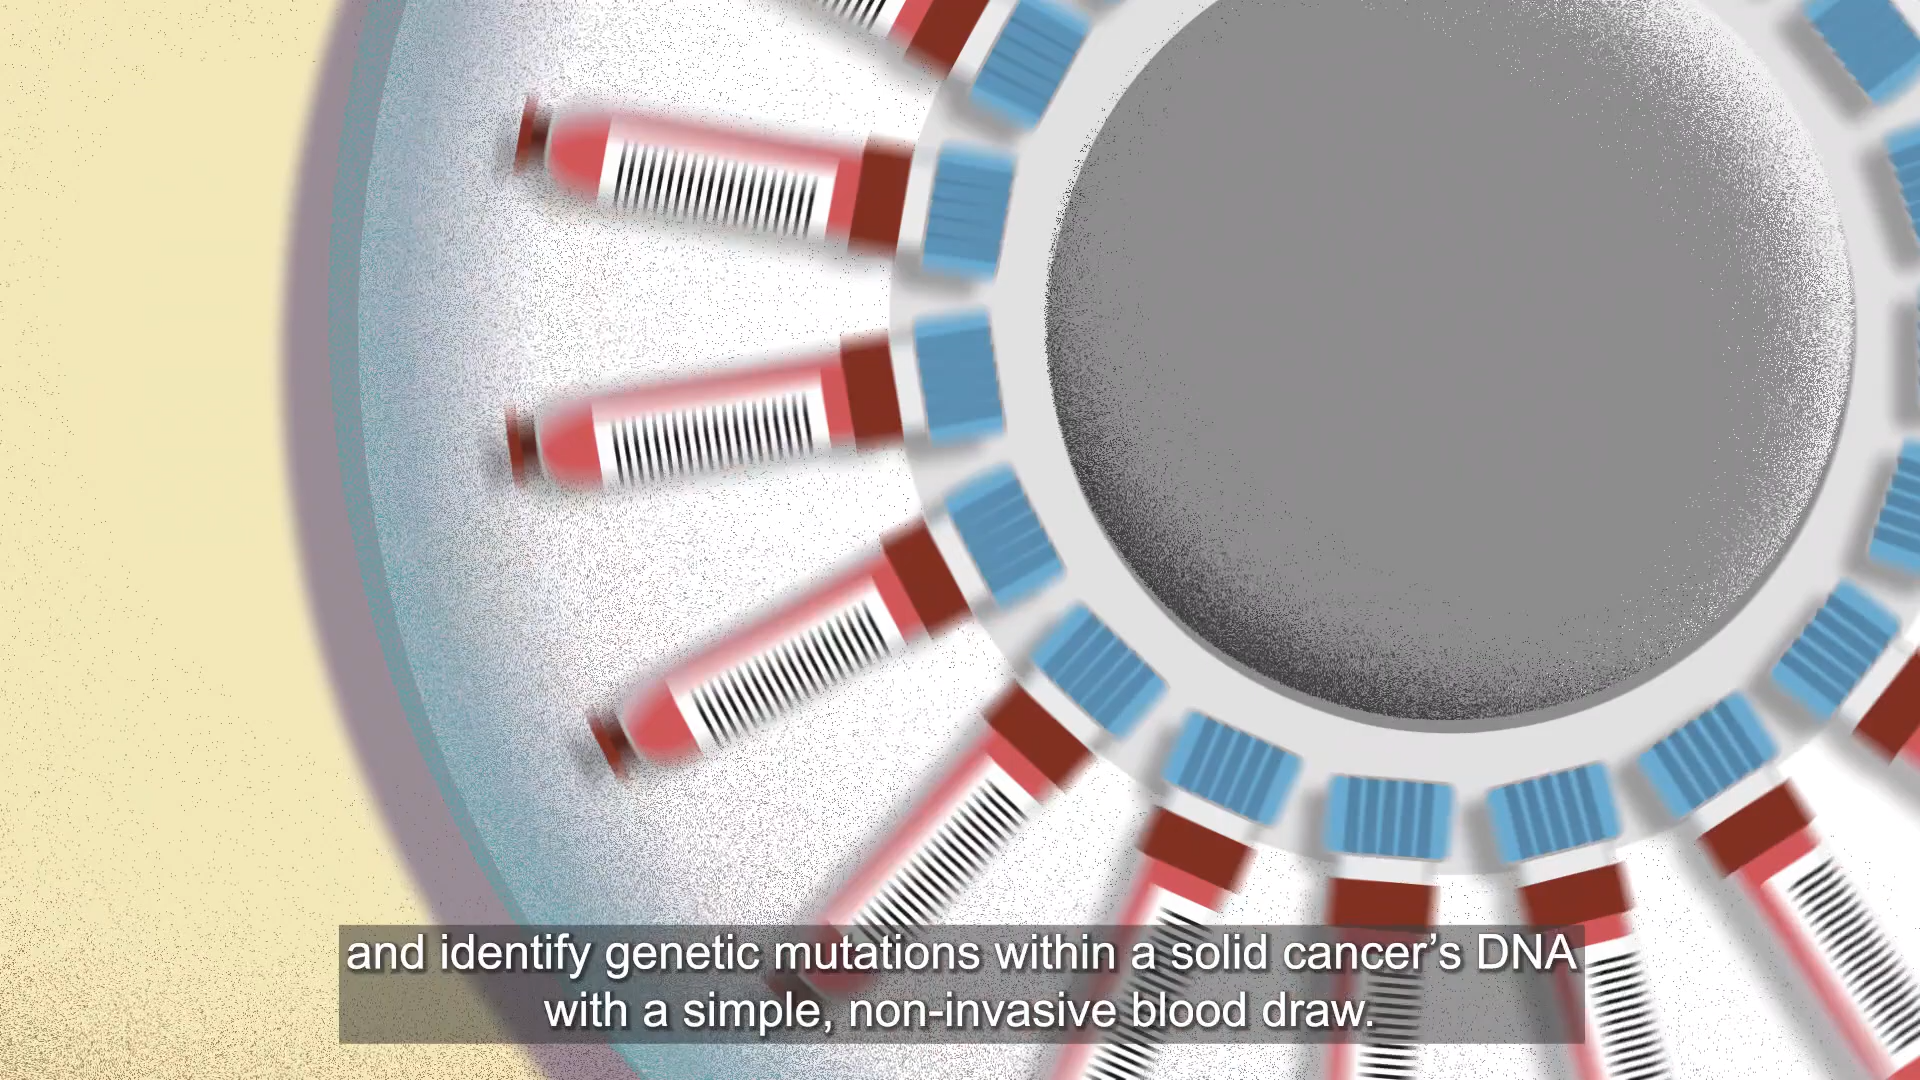 and identify genetic mutations within a solid cancer’s DNA
with a simple, non-invasive blood draw.